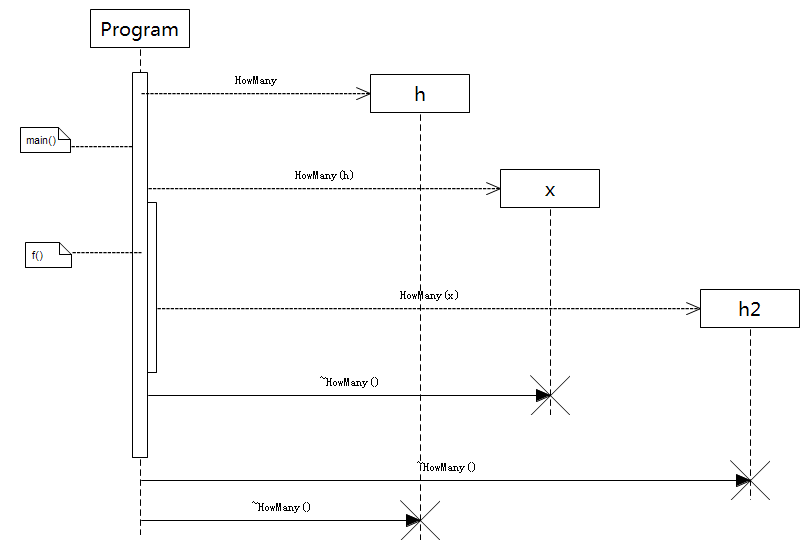 Program
HowMany
h
main()
HowMany(h)
x
f()
HowMany(x)
h2
~HowMany()
~HowMany()
~HowMany()